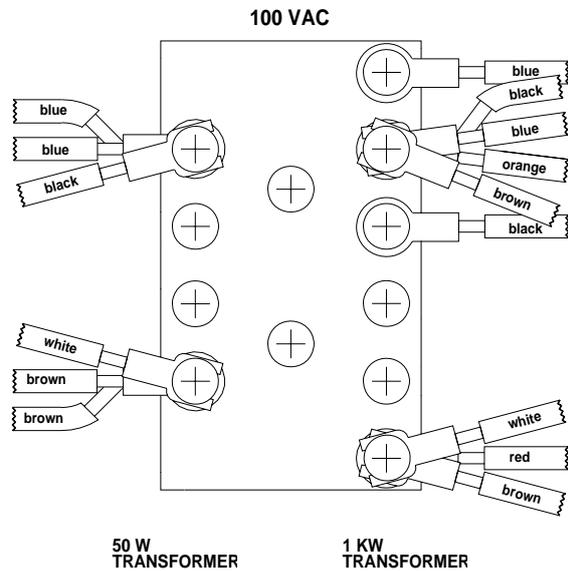 100 VAC
blue
black
blue
blue
blue
orange
black
brown
black
white
brown
brown
white
red
brown
50 W
TRANSFORMER
1 KW
TRANSFORMER